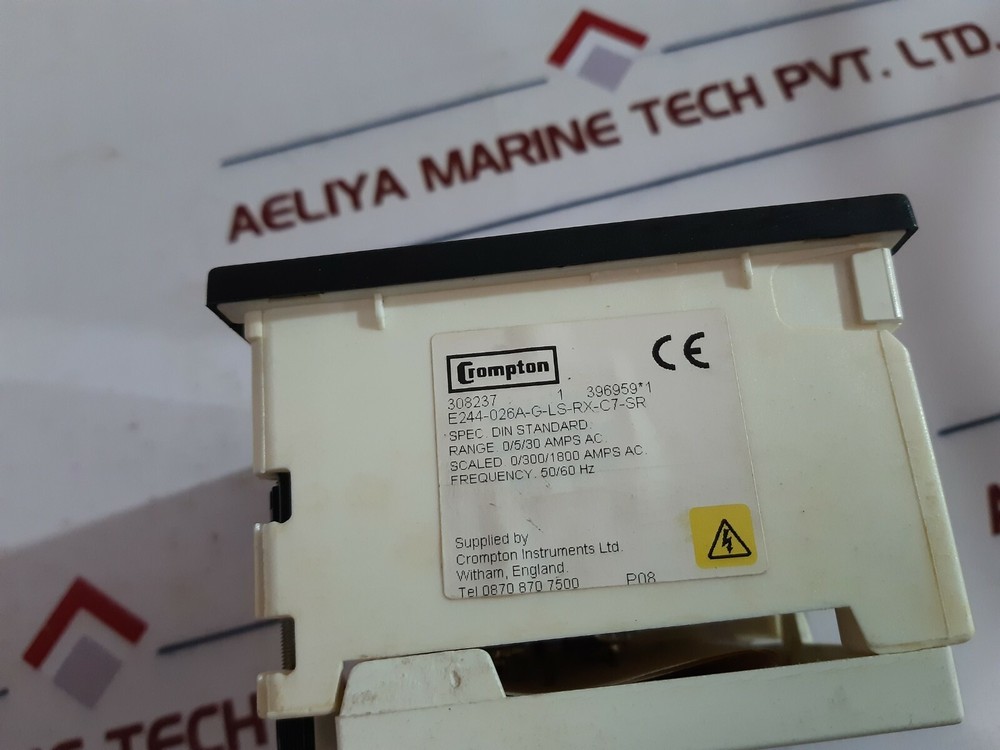 AELIYA MARINE TECH PVT. LTD.
Crompton
CE
308237 1 396959*1
E244-026A-G-LS-RX-C7-SR
SPEC. DIN STANDARD.
RANGE. 0/5/30 AMPS AC.
SCALED. 0/300/1800 AMPS AC.
FREQUENCY. 50/60 Hz
Supplied by
Crompton Instruments Ltd.
Witham, England.
Tel 0870 870 7500 P08
TECH